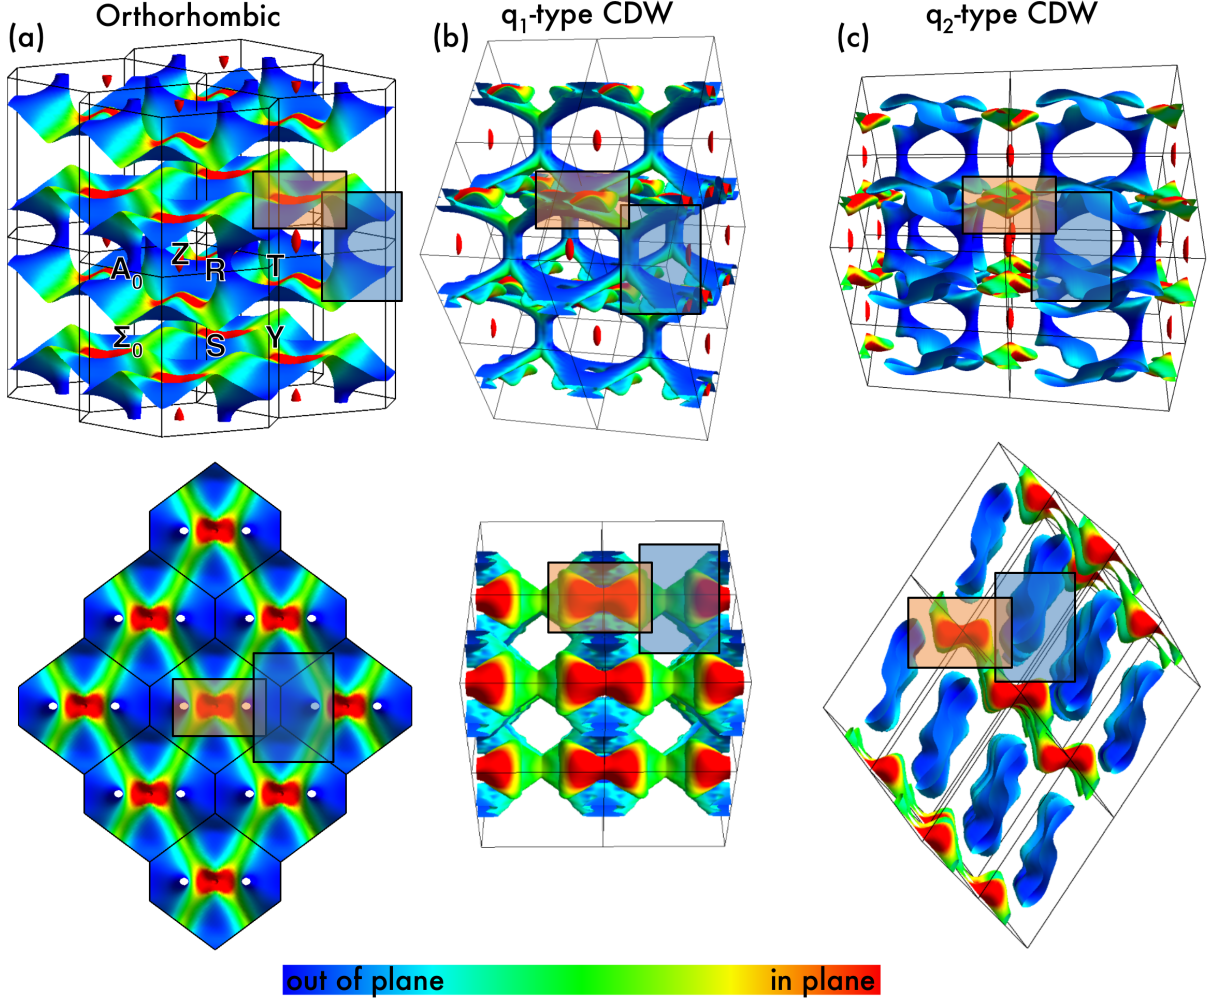 Orthorhombic
q₁-type CDW
q₂-type CDW
(a)
(b)
(c)
Z
A₀
R
T
Σ₀
S
Y
out of plane
in plane